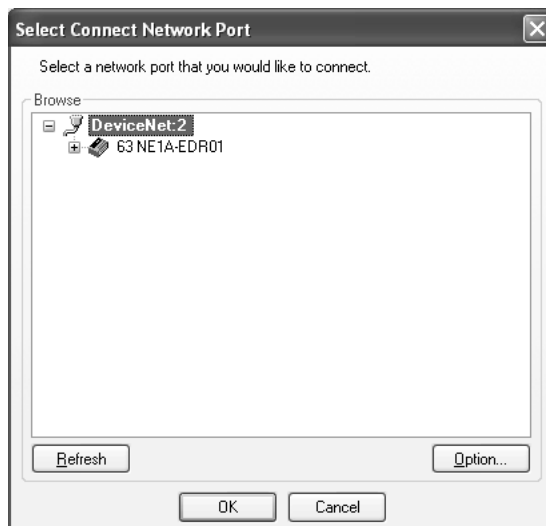 Select Connect Network Port
Select a network port that you would like to connect.
Browse
DeviceNet:2
63 NE1A-EDR01
Refresh
Option...
OK
Cancel